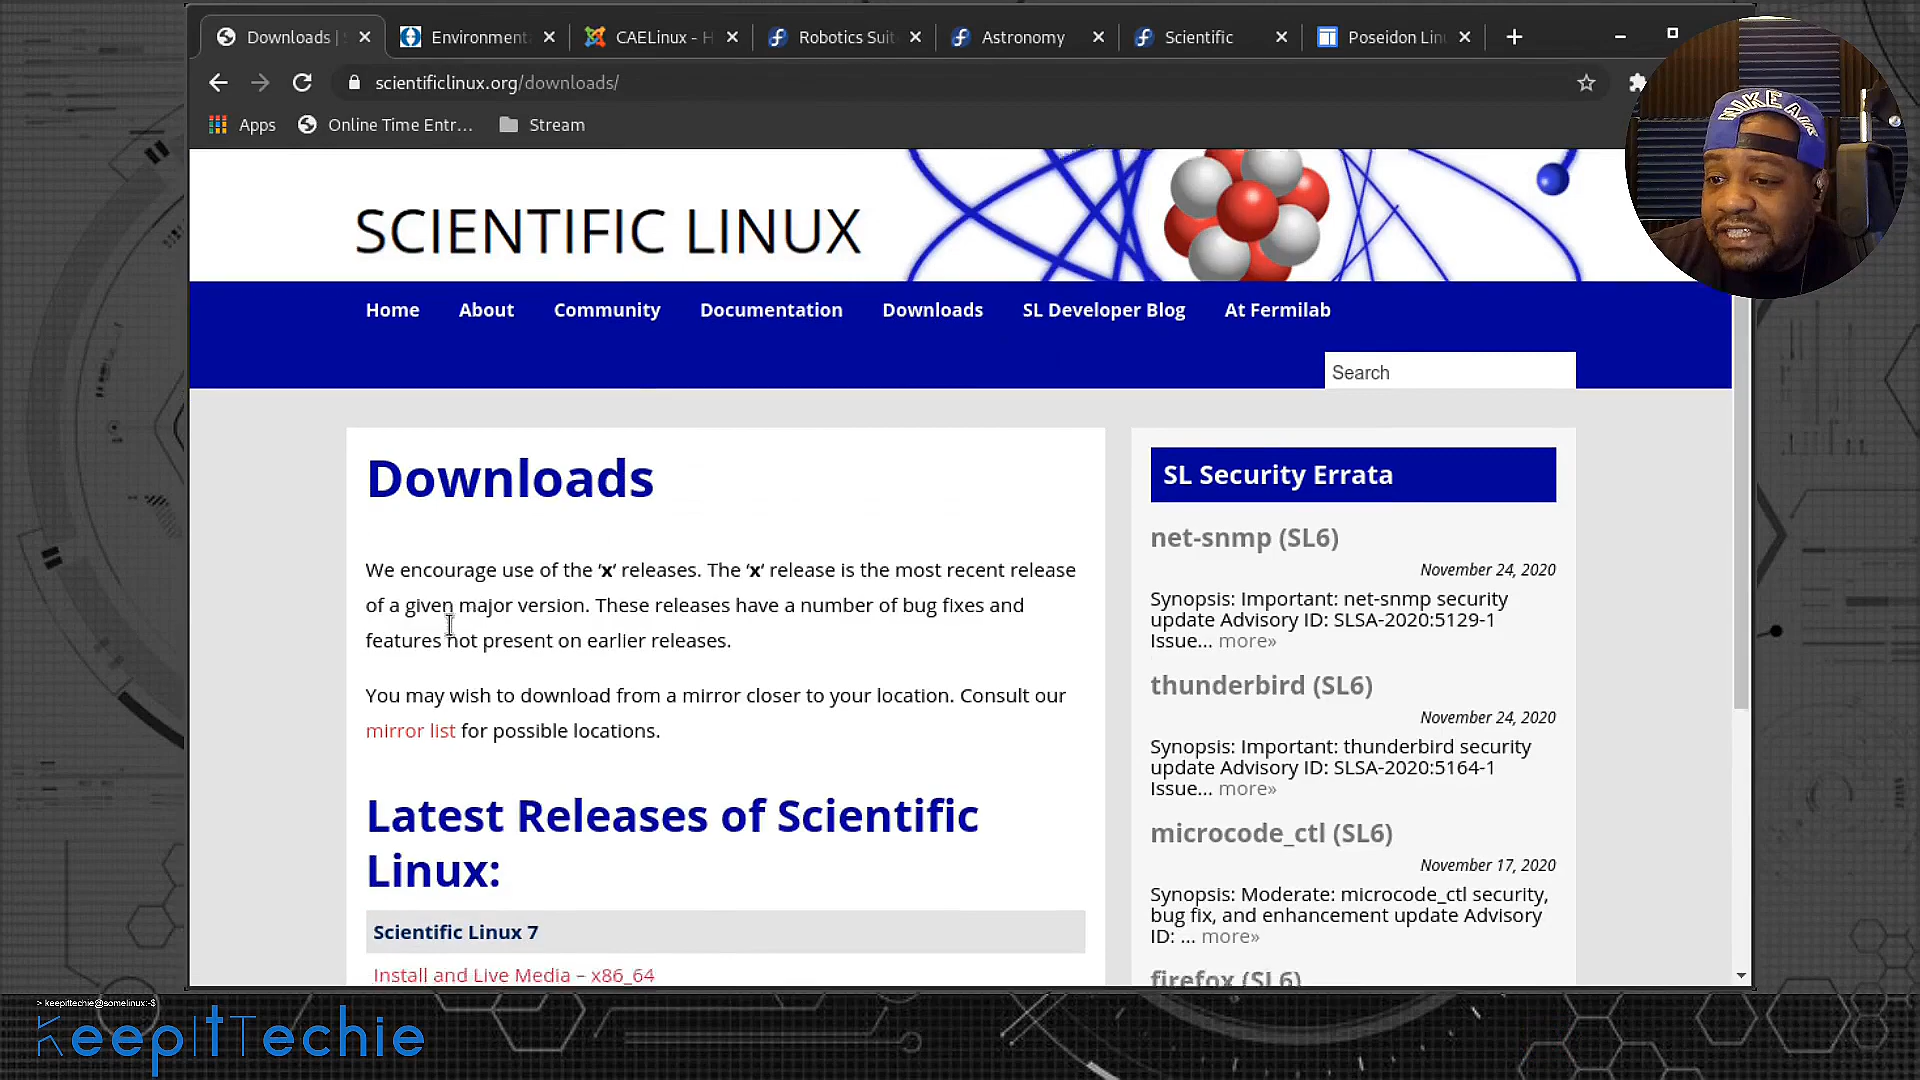 Downloads | S
Environment
CAELinux - H
Robotics Suit
Astronomy
Scientific
Poseidon Lin
scientificlinux.org/downloads/
Apps
Online Time Entr...
Stream
NIKE AIR
SCIENTIFIC LINUX
Home
About
Community
Documentation
Downloads
SL Developer Blog
At Fermilab
Search
Downloads
We encourage use of the ‘x’ releases. The ‘x’ release is the most recent release
of a given major version. These releases have a number of bug fixes and
features not present on earlier releases.
You may wish to download from a mirror closer to your location. Consult our
mirror list for possible locations.
Latest Releases of Scientific
Linux:
Scientific Linux 7
Install and Live Media – x86_64
SL Security Errata
net-snmp (SL6)
November 24, 2020
Synopsis: Important: net-snmp security
update Advisory ID: SLSA-2020:5129-1
Issue... more»
thunderbird (SL6)
November 24, 2020
Synopsis: Important: thunderbird security
update Advisory ID: SLSA-2020:5164-1
Issue... more»
microcode_ctl (SL6)
November 17, 2020
Synopsis: Moderate: microcode_ctl security,
bug fix, and enhancement update Advisory
ID: ... more»
firefox (SL6)
> keepittechie@somelinux:~$
KeepItTechie